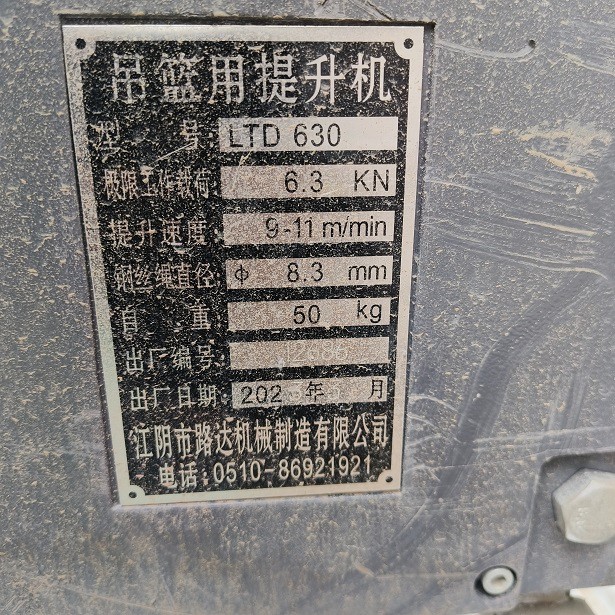 吊篮用提升机
型 号: LTD 630
极限工作载荷: 6.3 KN
提升速度: 9-11 m/min
钢丝绳直径 ф 8.3 mm
自 重: 50 kg
出厂编号:
出厂日期: 202 年 月
江阴市路达机械制造有限公司
电话:0510-86921921